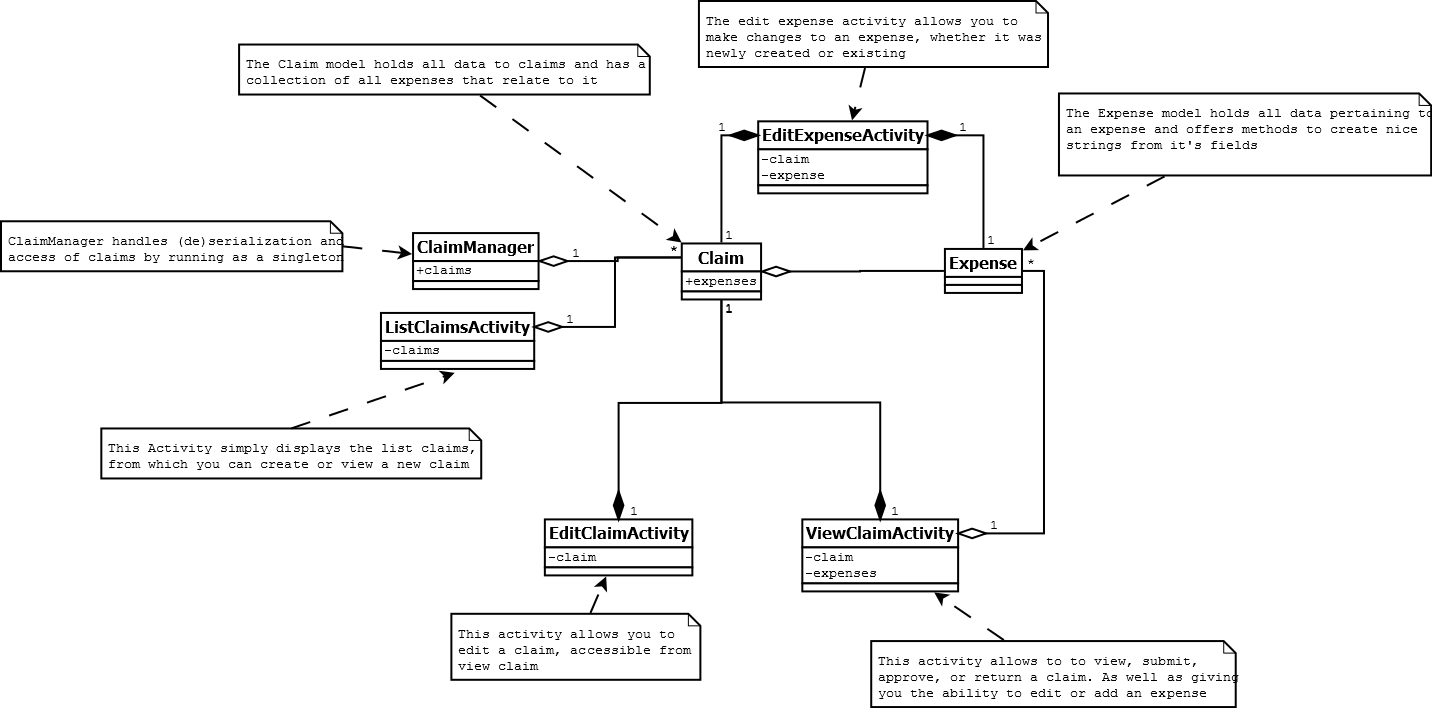 The edit expense activity allows you to
make changes to an expense, whether it was
newly created or existing
The Claim model holds all data to claims and has a
collection of all expenses that relate to it
The Expense model holds all data pertaining to
an expense and offers methods to create nice
strings from it's fields
1
EditExpenseActivity
1
-claim
-expense
ClaimManager handles (de)serialization and
access of claims by running as a singleton
ClaimManager
+claims
1
*
1
Claim
+expenses
1
1
Expense
*
ListClaimsActivity
-claims
1
This Activity simply displays the list claims,
from which you can create or view a new claim
1
EditClaimActivity
-claim
1
ViewClaimActivity
-claim
-expenses
1
This activity allows you to
edit a claim, accessible from
view claim
This activity allows to to view, submit,
approve, or return a claim. As well as giving
you the ability to edit or add an expense